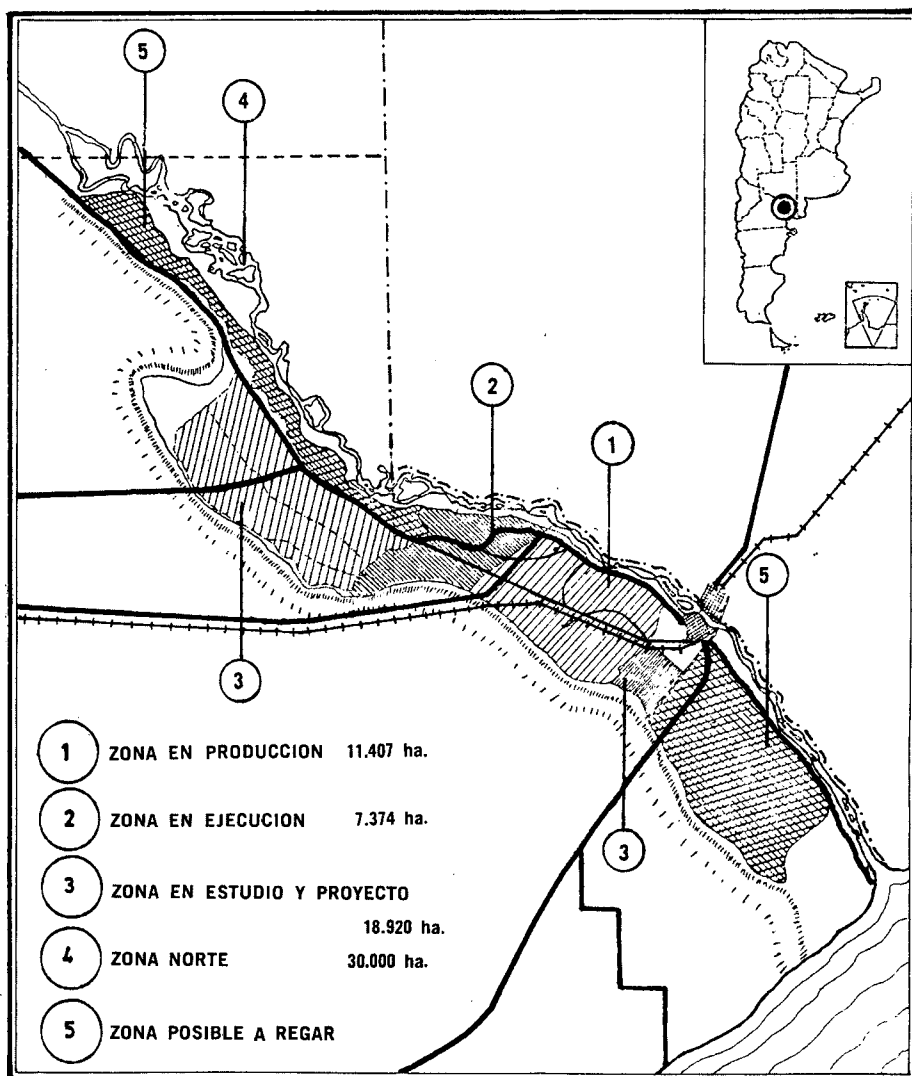 5
4
2
1
5
3
3
1 ZONA EN PRODUCCION 11.407 ha.
2 ZONA EN EJECUCION 7.374 ha.
3 ZONA EN ESTUDIO Y PROYECTO
18.920 ha.
4 ZONA NORTE 30.000 ha.
5 ZONA POSIBLE A REGAR